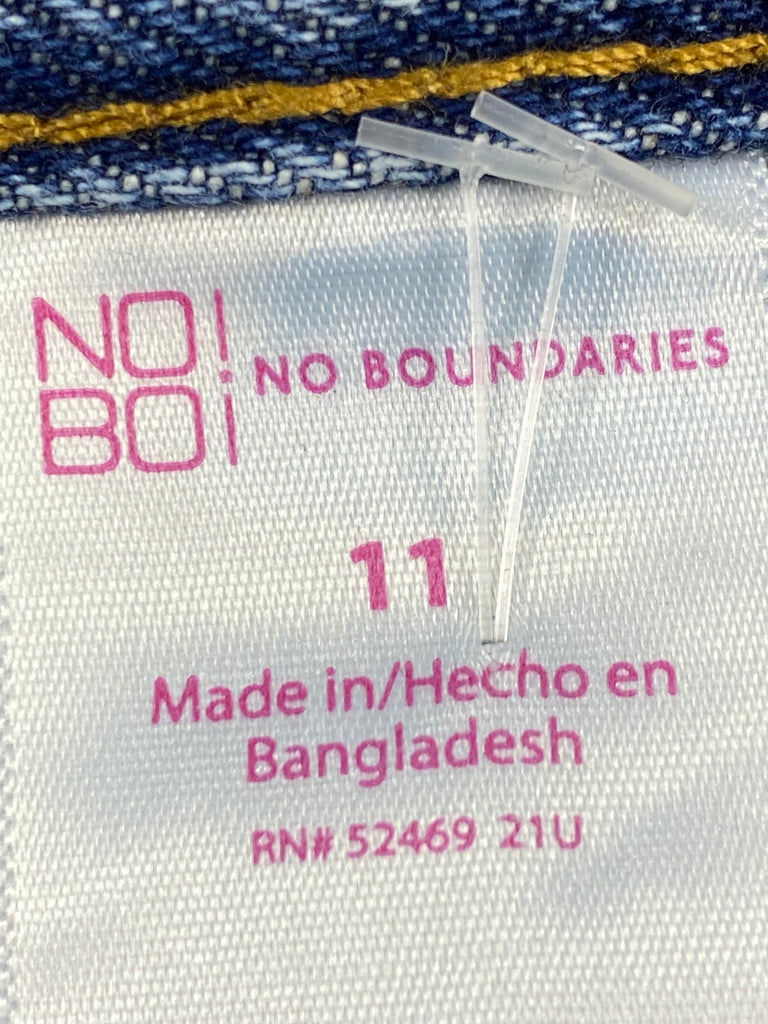 NO!
BO¡
NO BOUNDARIES
11
Made in/Hecho en
Bangladesh
RN# 52469 21U